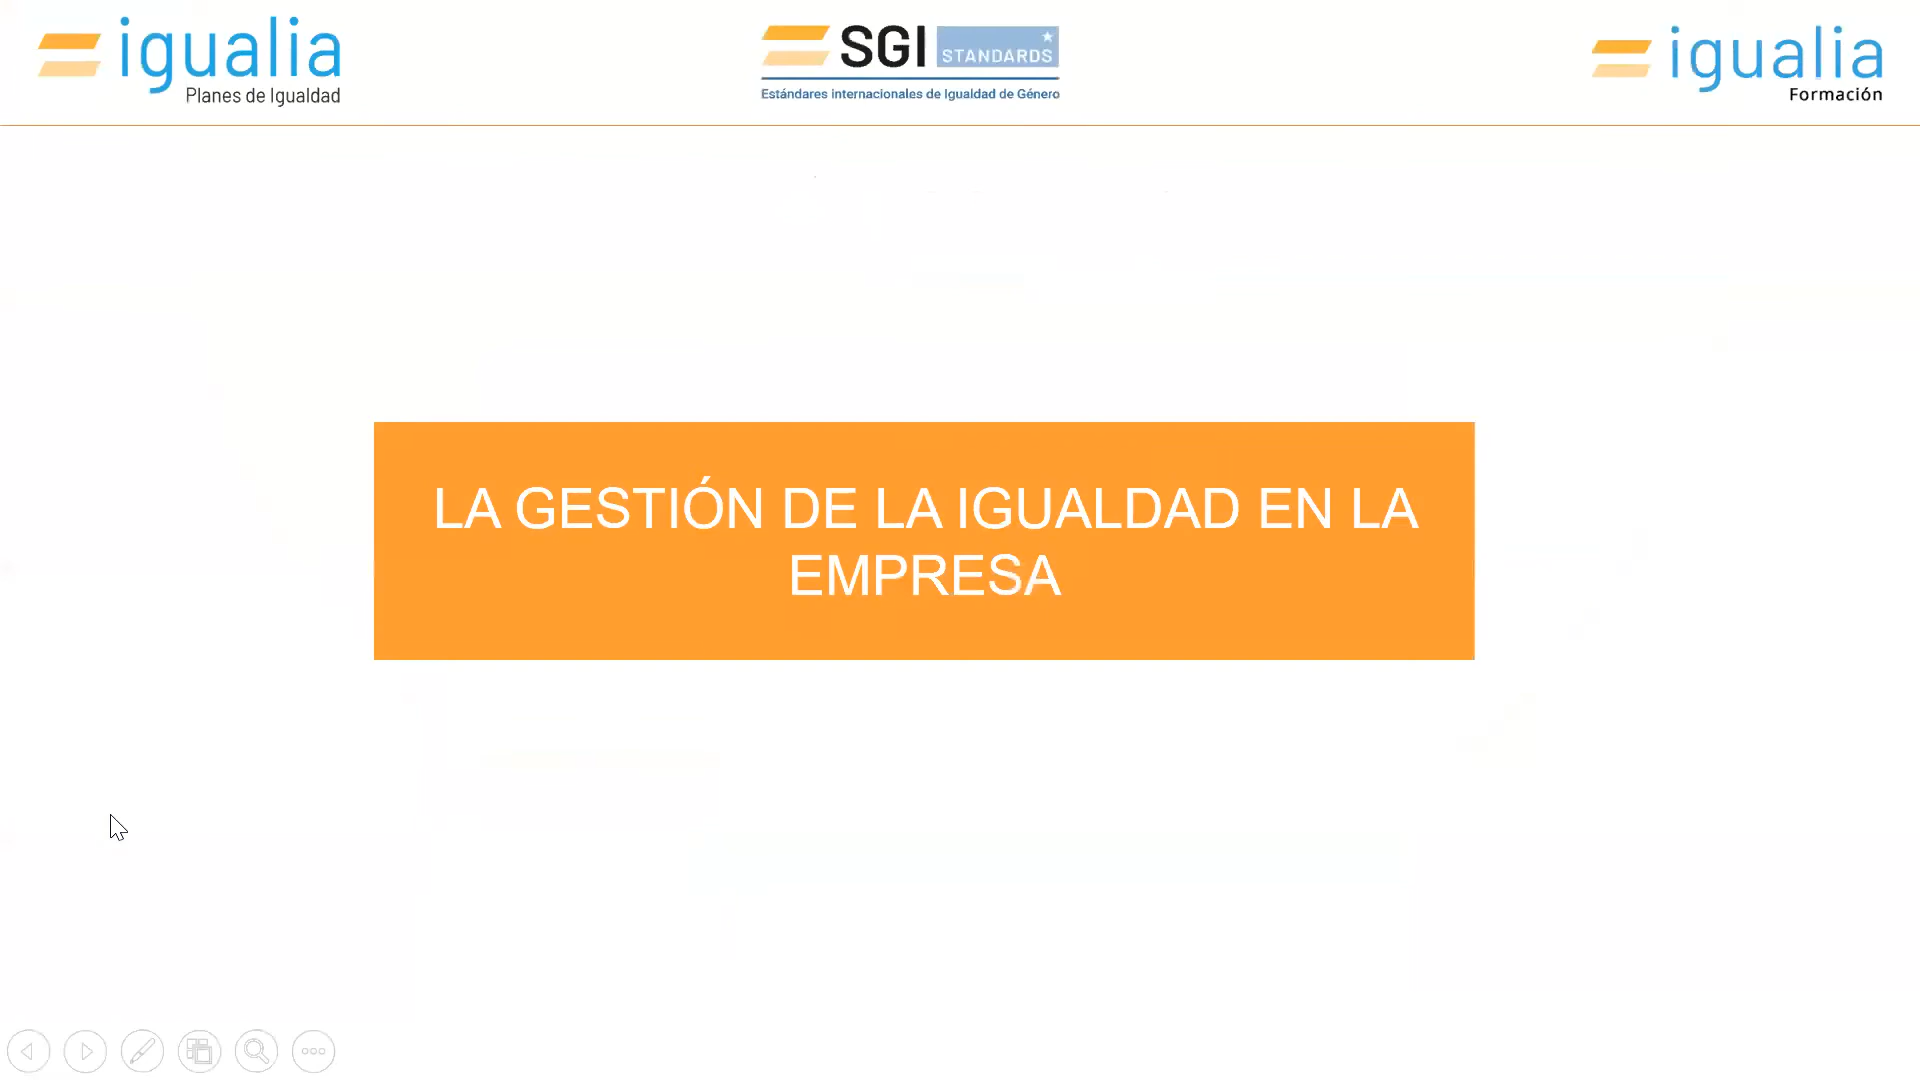 igualia
Planes de Igualdad
SGI STANDARDS
Estándares internacionales de Igualdad de Género
igualia
Formación
LA GESTIÓN DE LA IGUALDAD EN LA
EMPRESA